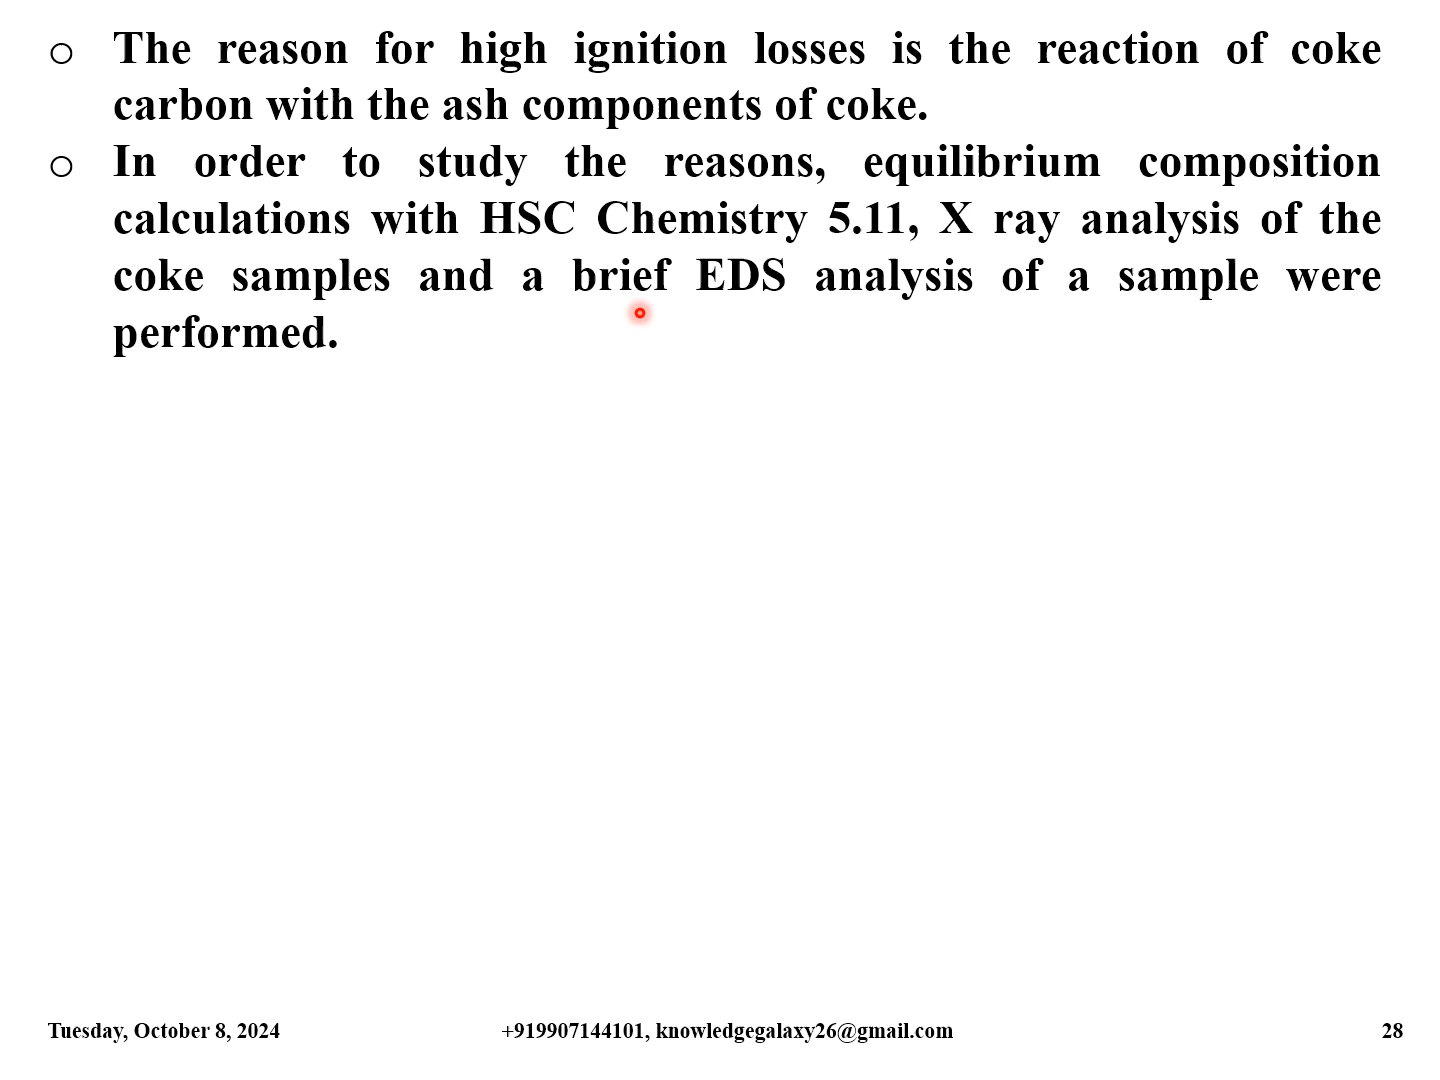 ○ The reason for high ignition losses is the reaction of coke
carbon with the ash components of coke.
○ In order to study the reasons, equilibrium composition
calculations with HSC Chemistry 5.11, X ray analysis of the
coke samples and a brief EDS analysis of a sample were
performed.
Tuesday, October 8, 2024 +919907144101, knowledgegalaxy26@gmail.com 28